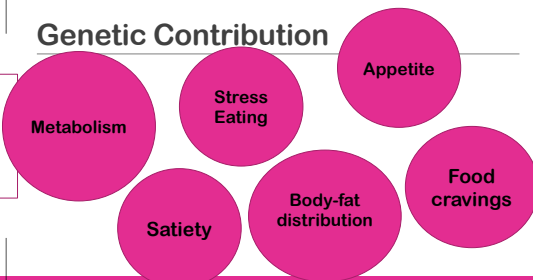 Genetic Contribution
Metabolism
Stress
Eating
Appetite
Satiety
Body-fat
distribution
Food
cravings